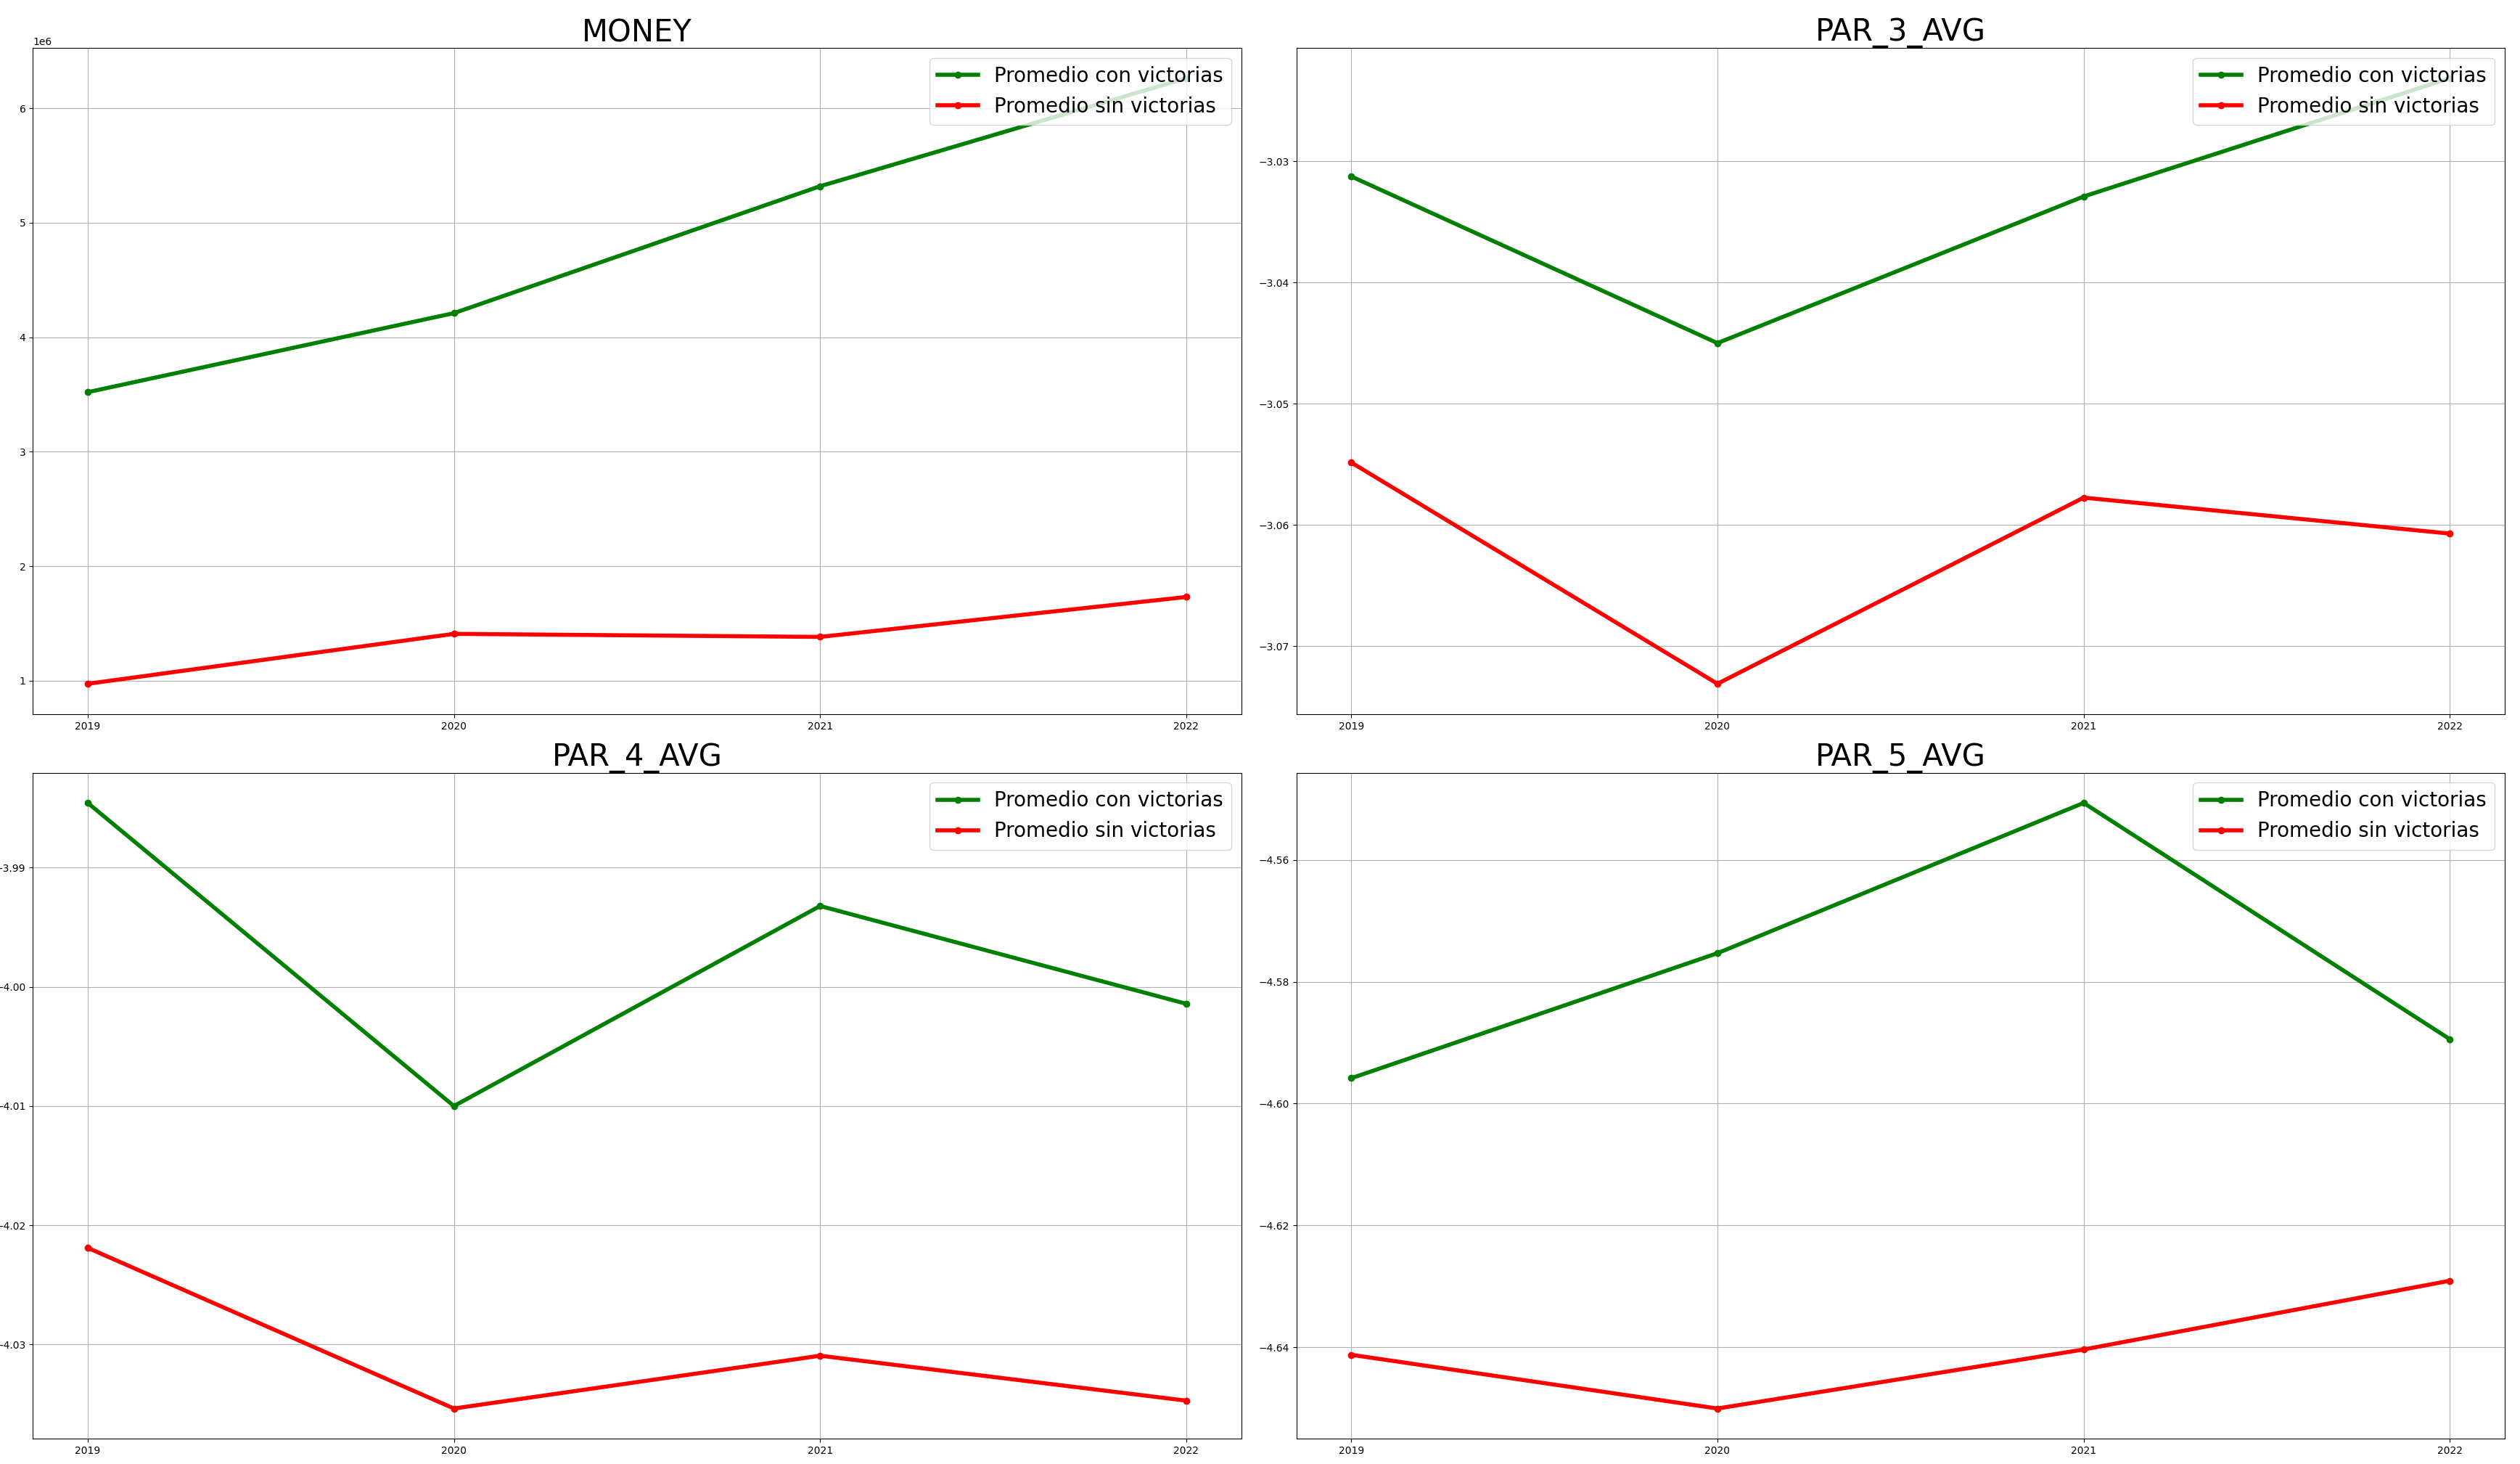 MONEY
1e6
Promedio con victorias
Promedio sin victorias
6
5
4
3
2
1
2019 2020 2021 2022
PAR_3_AVG
Promedio con victorias
Promedio sin victorias
−3.03
−3.04
−3.05
−3.06
−3.07
2019 2020 2021 2022
PAR_4_AVG
Promedio con victorias
Promedio sin victorias
−3.99
−4.00
−4.01
−4.02
−4.03
2019 2020 2021 2022
PAR_5_AVG
Promedio con victorias
Promedio sin victorias
−4.56
−4.58
−4.60
−4.62
−4.64
2019 2020 2021 2022